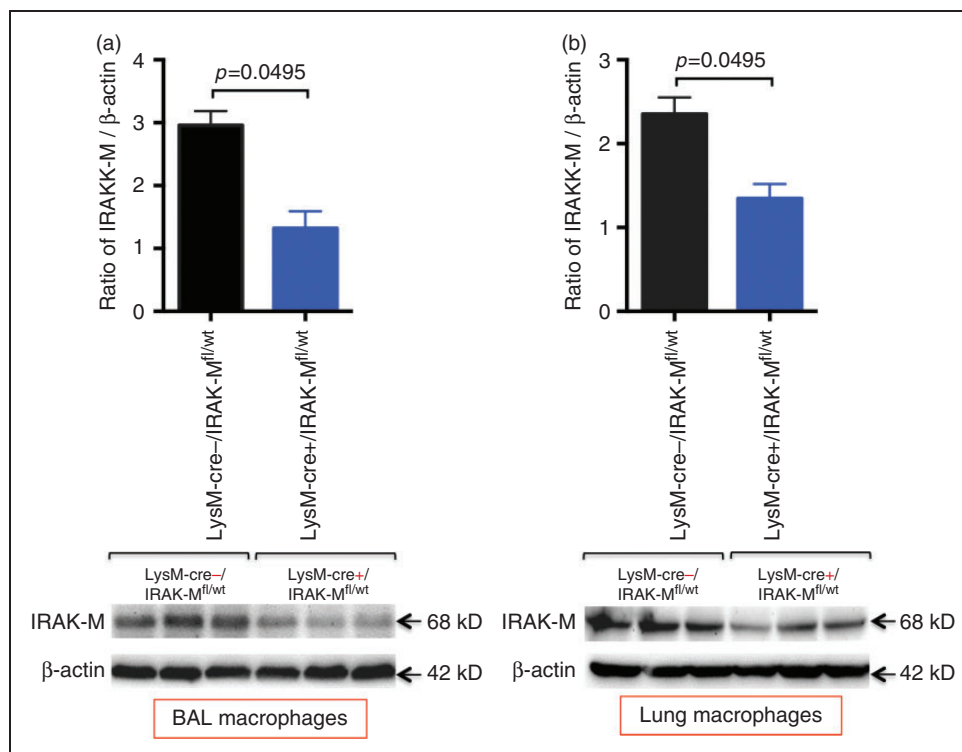 (a)
4
3
2
1
0
Ratio of IRAKK-M / β-actin
p=0.0495
LysM-cre–/IRAK-Mfl/wt
LysM-cre+/IRAK-Mfl/wt
LysM-cre–/
IRAK-Mfl/wt
LysM-cre+/
IRAK-Mfl/wt
IRAK-M
68 kD
β-actin
42 kD
BAL macrophages
(b)
3
2
1
0
Ratio of IRAKK-M / β-actin
p=0.0495
LysM-cre–/IRAK-Mfl/wt
LysM-cre+/IRAK-Mfl/wt
LysM-cre–/
IRAK-Mfl/wt
LysM-cre+/
IRAK-Mfl/wt
IRAK-M
68 kD
β-actin
42 kD
Lung macrophages